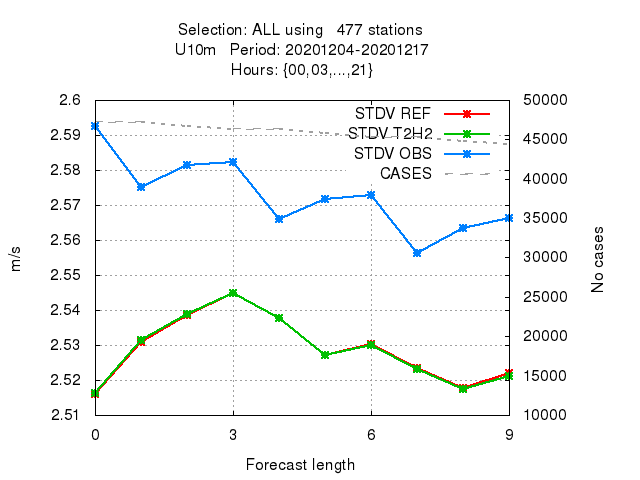 Selection: ALL using   477 stations
U10m   Period: 20201204-20201217
Hours: {00,03,...,21}
2.6
2.59
2.58
2.57
2.56
2.55
2.54
2.53
2.52
2.51
m/s
50000
45000
40000
35000
30000
25000
20000
15000
10000
No cases
STDV REF
STDV T2H2
STDV OBS
CASES
0
3
6
9
Forecast length